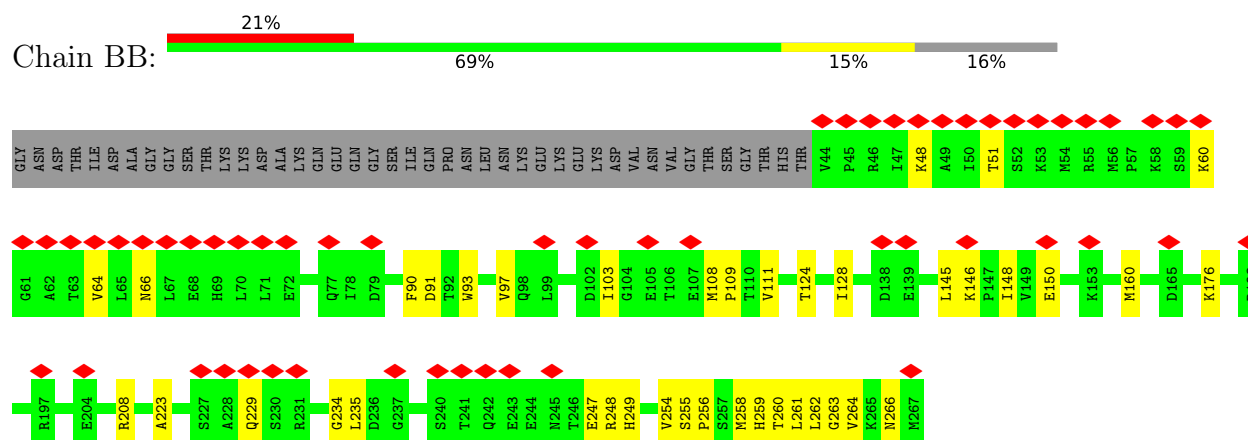 21%
Chain BB:
69% 15% 16%
GLY ASN ASP THR ILE ASP ALA GLY GLY SER THR LYS LYS ASP ALA LYS GLN GLU GLN GLY SER ILE GLN PRO ASN LEU ASN LYS GLU LYS GLU LYS ASP VAL ASN VAL GLY THR SER GLY THR HIS THR V44 P45 R46 I47 K48 A49 I50 T51 S52 K53 M54 R55 M56 P57 K58 S59 K60
G61 A62 T63 V64 L65 N66 L67 E68 H69 L70 L71 E72 Q77 I78 D79 F90 D91 T92 W93 V97 Q98 L99 D102 I103 G104 E105 T106 E107 M108 P109 T110 V111 T124 I128 D138 E139 L145 K146 P147 I148 V149 E150 K153 M160 D165 K176
R197 E204 R208 A223 S227 A228 Q229 S230 R231 G234 L235 D236 G237 S240 T241 Q242 E243 E244 N245 T246 E247 R248 H249 V254 S255 P256 S257 M258 H259 T260 L261 L262 G263 V264 K265 N266 M267